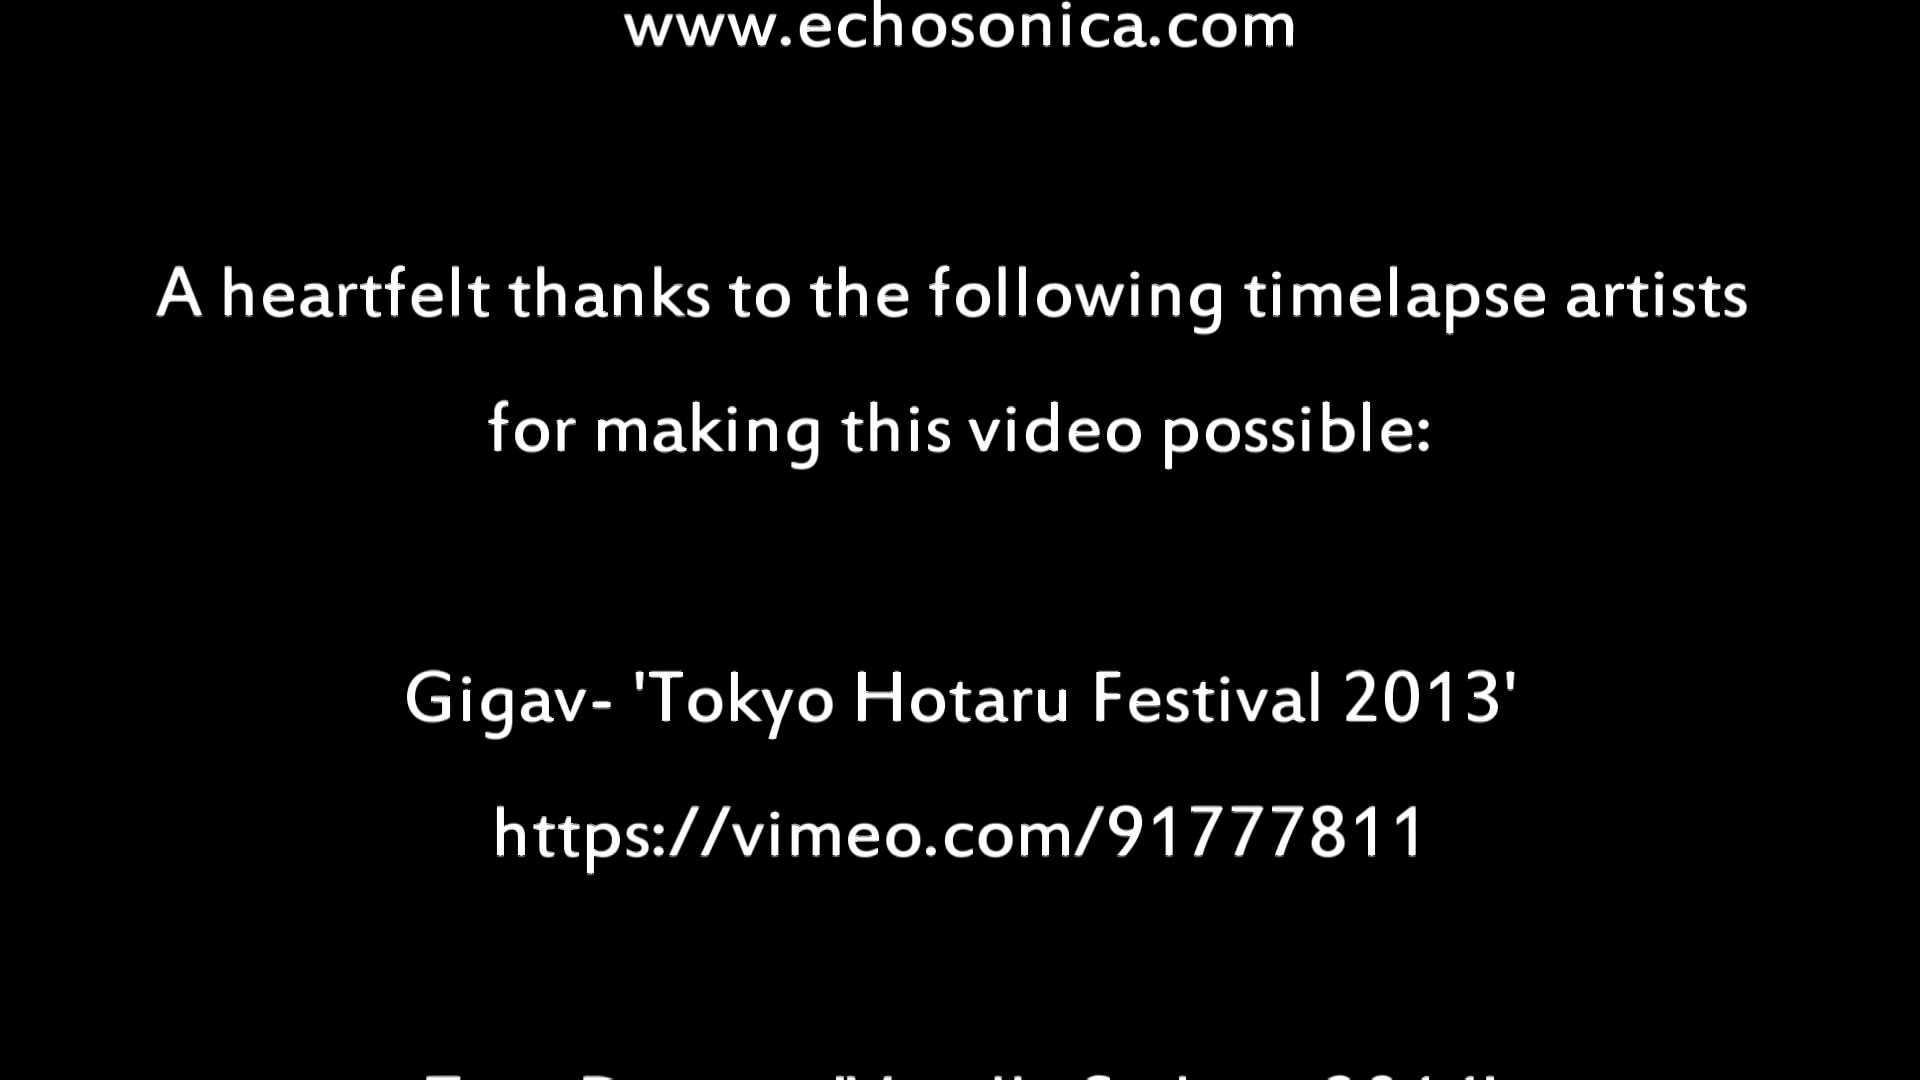 www.echosonica.com
A heartfelt thanks to the following timelapse artists
for making this video possible:
Gigav- 'Tokyo Hotaru Festival 2013'
https://vimeo.com/91777811